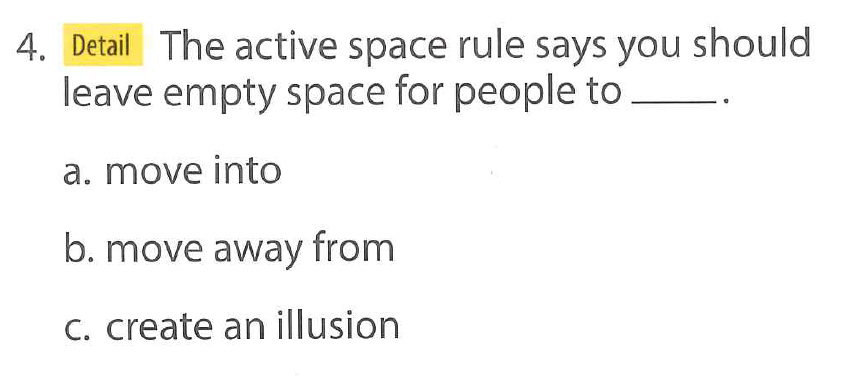 4. Detail The active space rule says you should
leave empty space for people to _____.
a. move into
b. move away from
c. create an illusion